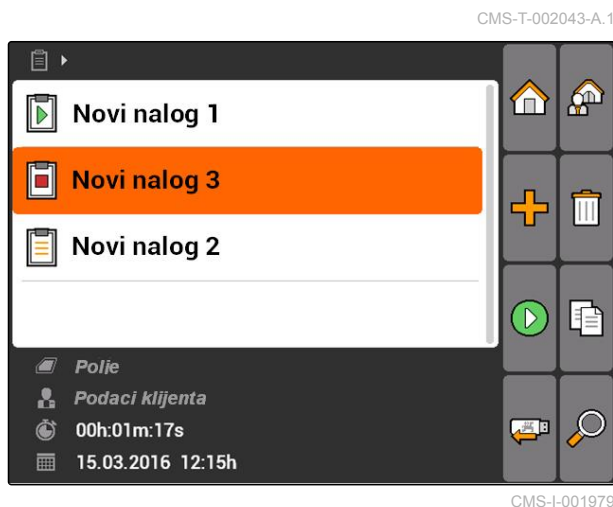 CMS-T-002043-A.1
Novi nalog 1
Novi nalog 3
Novi nalog 2
Polje
Podaci klijenta
00h:01m:17s
15.03.2016 12:15h
CMS-I-001979